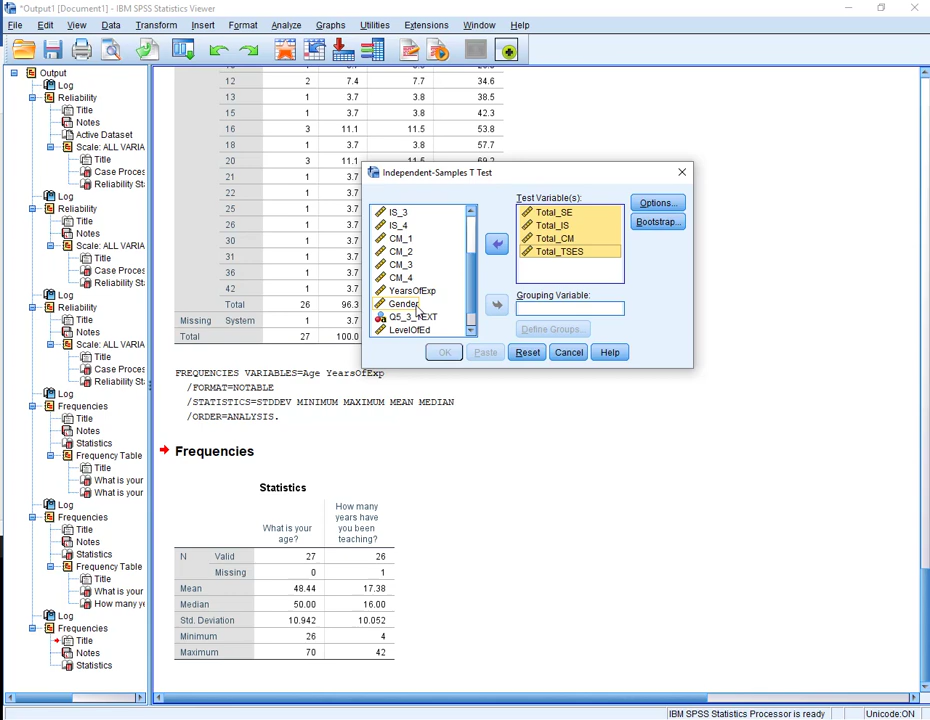 *Output1 [Document1] - IBM SPSS Statistics Viewer
File Edit View Data Transform Insert Format Analyze Graphs Utilities Extensions Window Help
Output
Log
Reliability
Title
Notes
Active Dataset
Scale: ALL VARIA
Title
Case Proces
Reliability St
Log
Reliability
Title
Notes
Scale: ALL VARIA
Title
Case Proces
Reliability St
Log
Reliability
Title
Notes
Scale: ALL VARIA
Title
Case Proces
Reliability St
Log
Frequencies
Title
Notes
Statistics
Frequency Table
Title
What is your
What is your
Log
Frequencies
Title
Notes
Statistics
Frequency Table
Title
What is your
How many ye
Log
Frequencies
Title
Notes
Statistics
12 2 7.4 7.7 34.6
13 1 3.7 3.8 38.5
15 1 3.7 3.8 42.3
16 3 11.1 11.5 53.8
18 1 3.7 3.8 57.7
20 3 11.1 11.5 69.2
21 1 3.7
22 1 3.7
25 1 3.7
26 1 3.7
30 1 3.7
31 1 3.7
36 1 3.7
42 1 3.7
Total 26 96.3
Missing System 1 3.7
Total 27 100.0
Independent-Samples T Test
IS_3
IS_4
CM_1
CM_2
CM_3
CM_4
YearsOfExp
Gender
Q5_3_TEXT
LevelOfEd
Test Variable(s):
Total_SE
Total_IS
Total_CM
Total_TSES
Grouping Variable:
Define Groups...
Options...
Bootstrap...
OK Paste Reset Cancel Help
FREQUENCIES VARIABLES=Age YearsOfExp
/FORMAT=NOTABLE
/STATISTICS=STDDEV MINIMUM MAXIMUM MEAN MEDIAN
/ORDER=ANALYSIS.
Frequencies
Statistics
What is your age? How many years have you been teaching?
N Valid 27 26
Missing 0 1
Mean 48.44 17.38
Median 50.00 16.00
Std. Deviation 10.942 10.052
Minimum 26 4
Maximum 70 42
IBM SPSS Statistics Processor is ready Unicode:ON